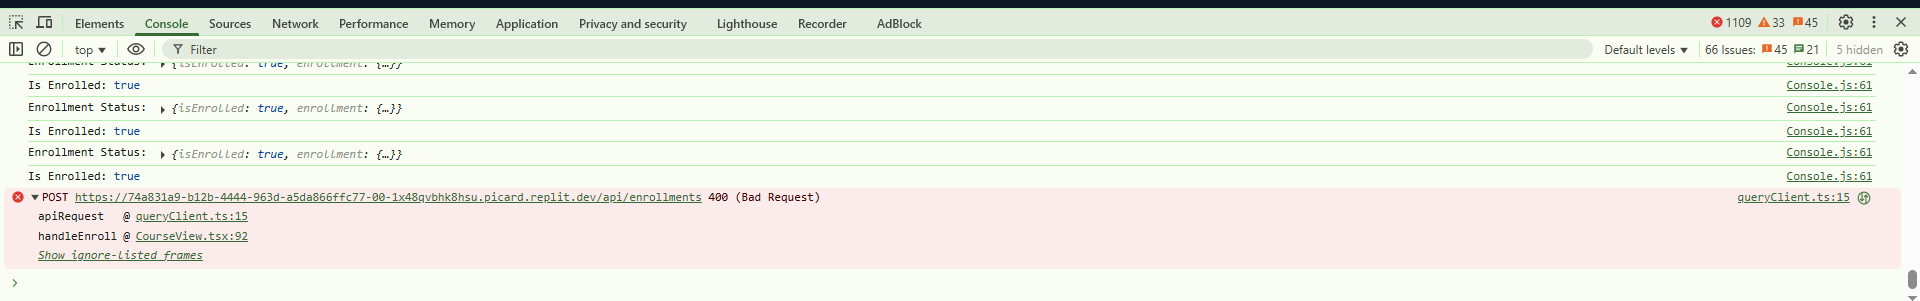 Elements Console Sources Network Performance Memory Application Privacy and security Lighthouse Recorder AdBlock 1109 33 45
top Filter Default levels 66 Issues: 45 21 5 hidden
Enrollment Status: {isEnrolled: true, enrollment: {…}} Console.js:61
Is Enrolled: true Console.js:61
Enrollment Status: {isEnrolled: true, enrollment: {…}} Console.js:61
Is Enrolled: true Console.js:61
Enrollment Status: {isEnrolled: true, enrollment: {…}} Console.js:61
Is Enrolled: true Console.js:61
POST https://74a831a9-b12b-4444-963d-a5da866ffc77-00-1x48qvbhk8hsu.picard.replit.dev/api/enrollments 400 (Bad Request) queryClient.ts:15
apiRequest @ queryClient.ts:15
handleEnroll @ CourseView.tsx:92
Show ignore-listed frames